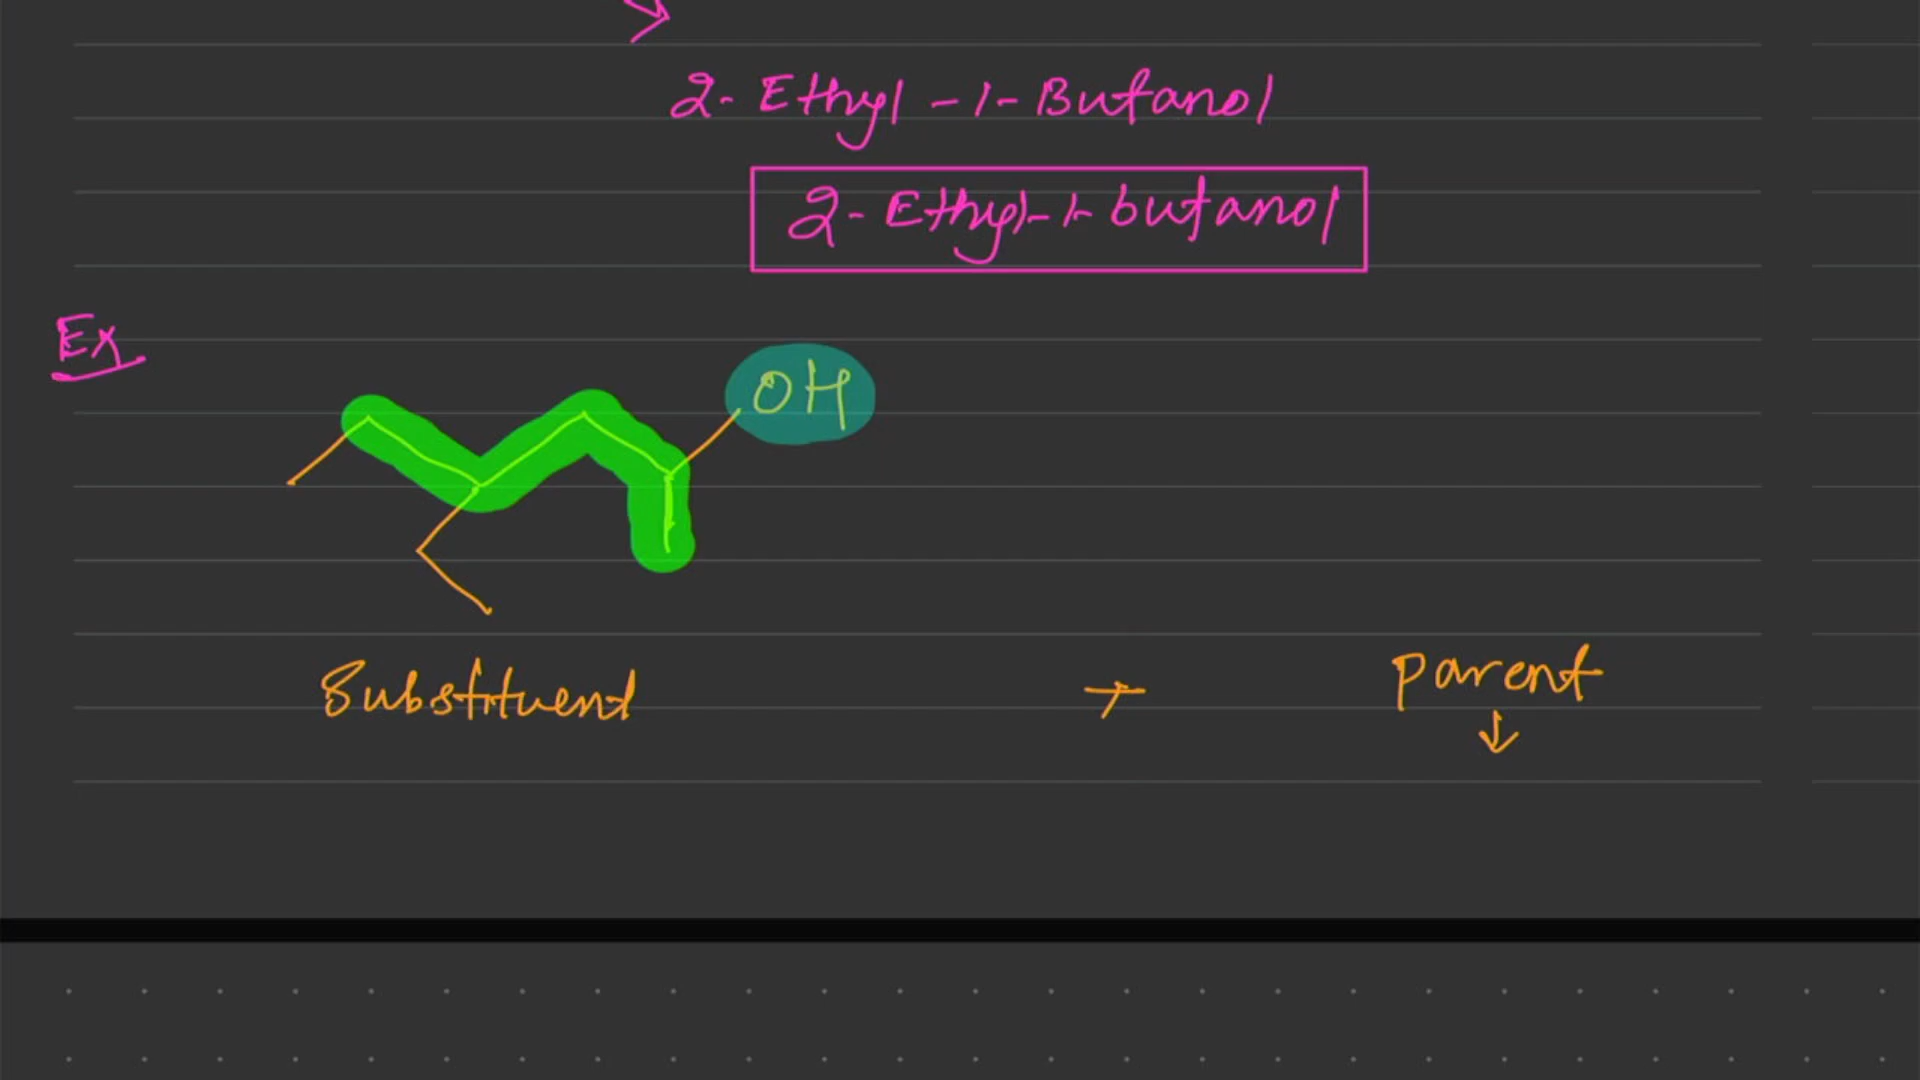 2-Ethyl-1-Butanol
2-Ethyl-1-butanol
Ex
OH
Substituent + Parent